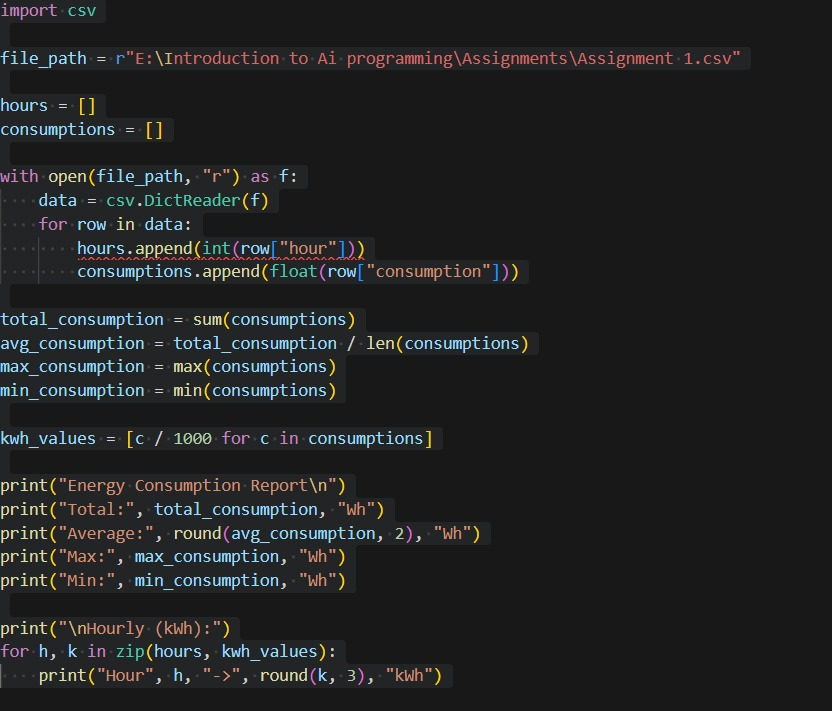 import csv
file_path = r"E:\Introduction to Ai programming\Assignments\Assignment 1.csv"
hours = []
consumptions = []
with open(file_path, "r") as f:
    data = csv.DictReader(f)
    for row in data:
        hours.append(int(row["hour"]))
        consumptions.append(float(row["consumption"]))
total_consumption = sum(consumptions)
avg_consumption = total_consumption / len(consumptions)
max_consumption = max(consumptions)
min_consumption = min(consumptions)
kwh_values = [c / 1000 for c in consumptions]
print("Energy Consumption Report\n")
print("Total:", total_consumption, "Wh")
print("Average:", round(avg_consumption, 2), "Wh")
print("Max:", max_consumption, "Wh")
print("Min:", min_consumption, "Wh")
print("\nHourly (kWh):")
for h, k in zip(hours, kwh_values):
    print("Hour", h, "->", round(k, 3), "kWh")